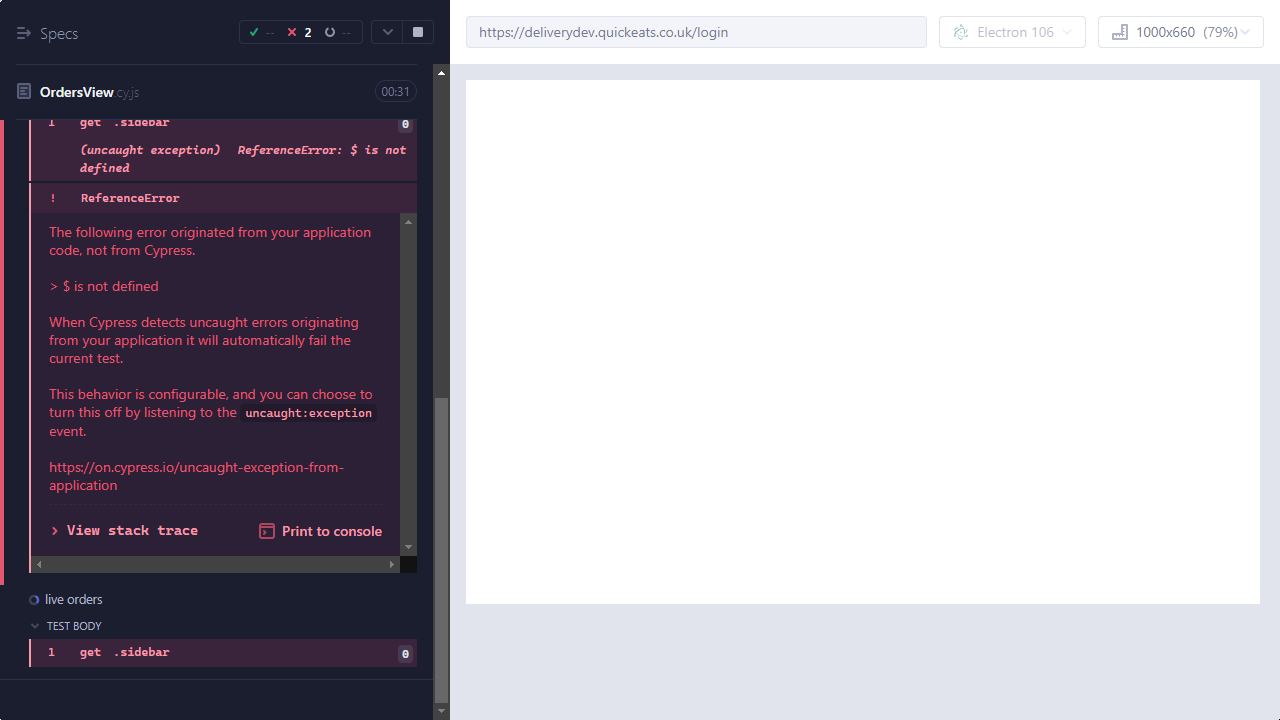 Specs
-- 2 --
OrdersView.cy.js
00:31
1 get .sidebar 0
(uncaught exception) ReferenceError: $ is not
defined
! ReferenceError
The following error originated from your application
code, not from Cypress.
> $ is not defined
When Cypress detects uncaught errors originating
from your application it will automatically fail the
current test.
This behavior is configurable, and you can choose to
turn this off by listening to the uncaught:exception
event.
https://on.cypress.io/uncaught-exception-from-
application
View stack trace
Print to console
live orders
TEST BODY
1 get .sidebar 0
https://deliverydev.quickeats.co.uk/login
Electron 106
1000x660 (79%)